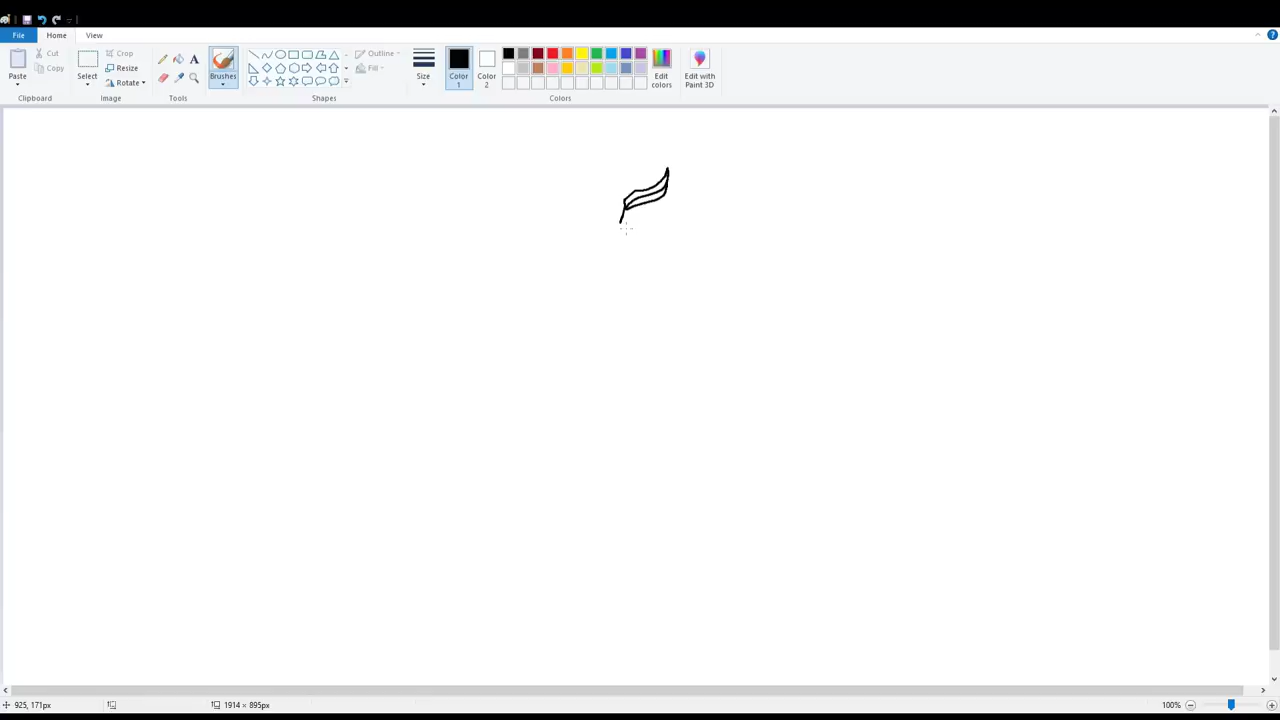 File Home View
Paste Cut Copy Select Crop Resize Rotate A Brushes Outline Fill Size Color 1 Color 2 Edit colors Edit with Paint 3D
Clipboard Image Tools Shapes Colors
925, 171px 1914 × 895px 100%